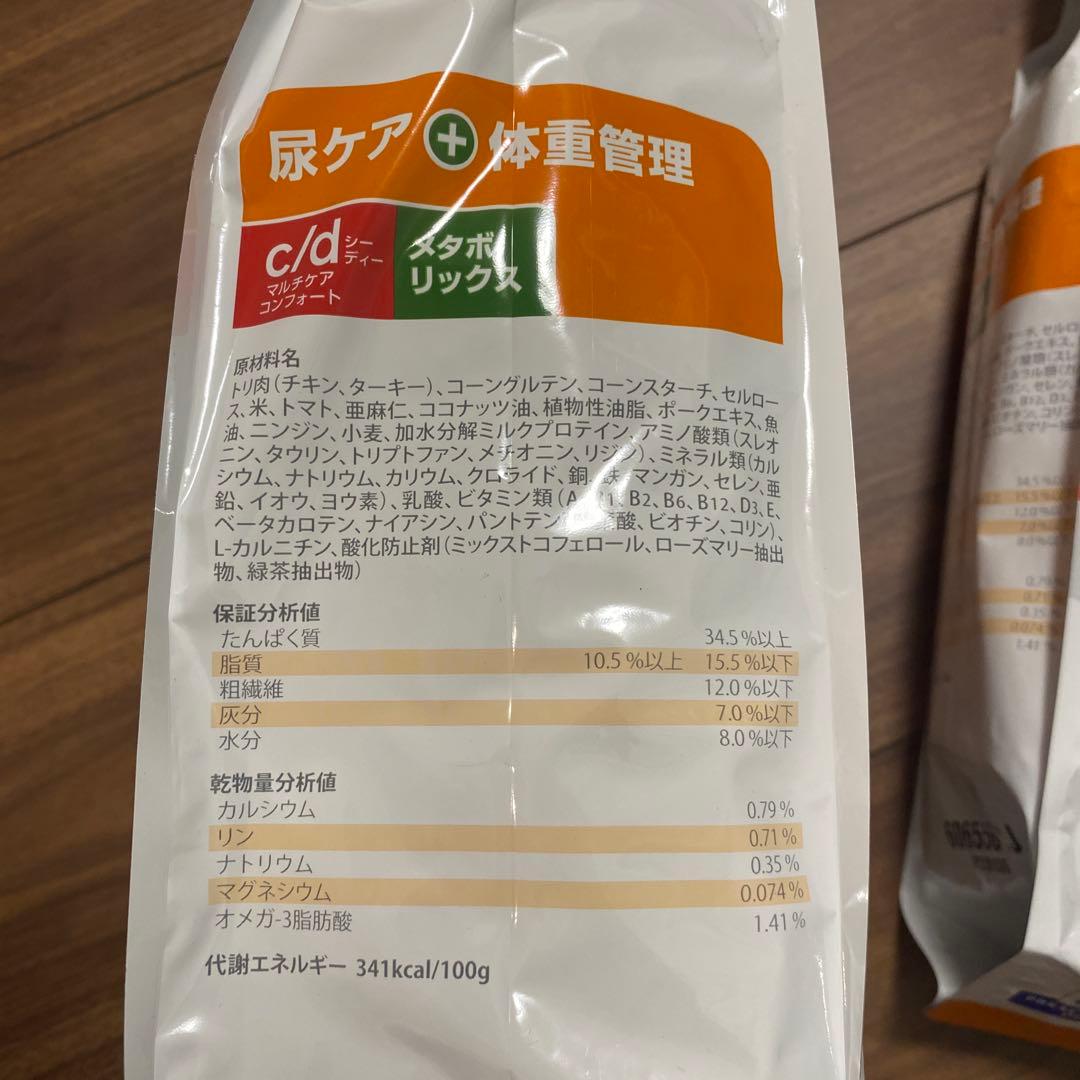 尿ケア + 体重管理
c/d シーディー
マルチケア
コンフォート
メタボ
リックス
原材料名
トリ肉（チキン、ターキー）、コーングルテン、コーンスターチ、セルロー
ス、米、トマト、亜麻仁、ココナッツ油、植物性油脂、ポークエキス、魚
油、ニンジン、小麦、加水分解ミルクプロテイン、アミノ酸類（スレオ
ニン、タウリン、トリプトファン、メチオニン、リジン）、ミネラル類（カル
シウム、ナトリウム、カリウム、クロライド、銅、鉄、マンガン、セレン、亜
鉛、イオウ、ヨウ素）、乳酸、ビタミン類（A、B1、B2、B6、B12、D3、E、
ベータカロテン、ナイアシン、パントテン酸、ビオチン、コリン）、
L-カルニチン、酸化防止剤（ミックストコフェロール、ローズマリー抽出
物、緑茶抽出物）
保証分析値
たんぱく質 34.5%以上
脂質 10.5%以上 15.5%以下
粗繊維 12.0%以下
灰分 7.0%以下
水分 8.0%以下
乾物量分析値
カルシウム 0.79%
リン 0.71%
ナトリウム 0.35%
マグネシウム 0.074%
オメガ-3脂肪酸 1.41%
代謝エネルギー 341kcal/100g